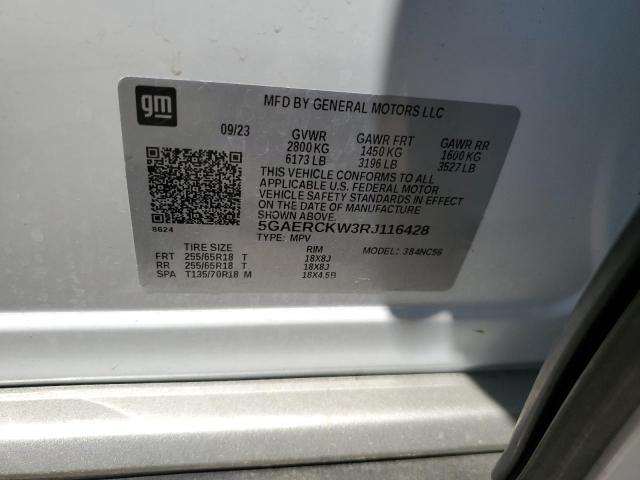 gm
MFD BY GENERAL MOTORS LLC
09/23 GVWR GAWR FRT GAWR RR
2800 KG 1450 KG 1600 KG
6173 LB 3196 LB 3527 LB
THIS VEHICLE CONFORMS TO ALL
APPLICABLE U.S. FEDERAL MOTOR
VEHICLE SAFETY STANDARDS IN EFFECT
ON THE DATE OF MANUFACTURE
SHOWN ABOVE.
5GAERCKW3RJ116428
8624
TYPE: MPV MODEL: 384NC56
TIRE SIZE RIM
FRT 255/65R18 T 18X8J
RR 255/65R18 T 18X8J
SPA T135/70R18 M 18X4.5B